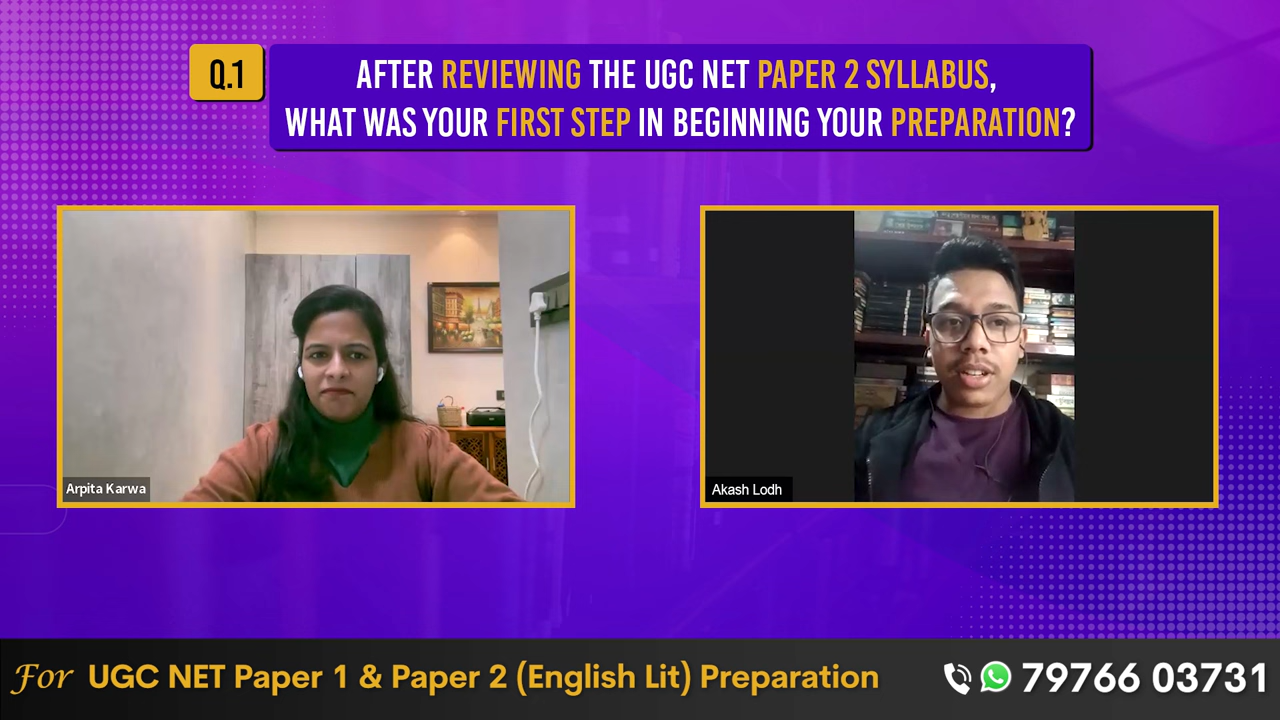 Q.1
AFTER REVIEWING THE UGC NET PAPER 2 SYLLABUS,
WHAT WAS YOUR FIRST STEP IN BEGINNING YOUR PREPARATION?
Arpita Karwa
Akash Lodh
For UGC NET Paper 1 & Paper 2 (English Lit) Preparation
79766 03731